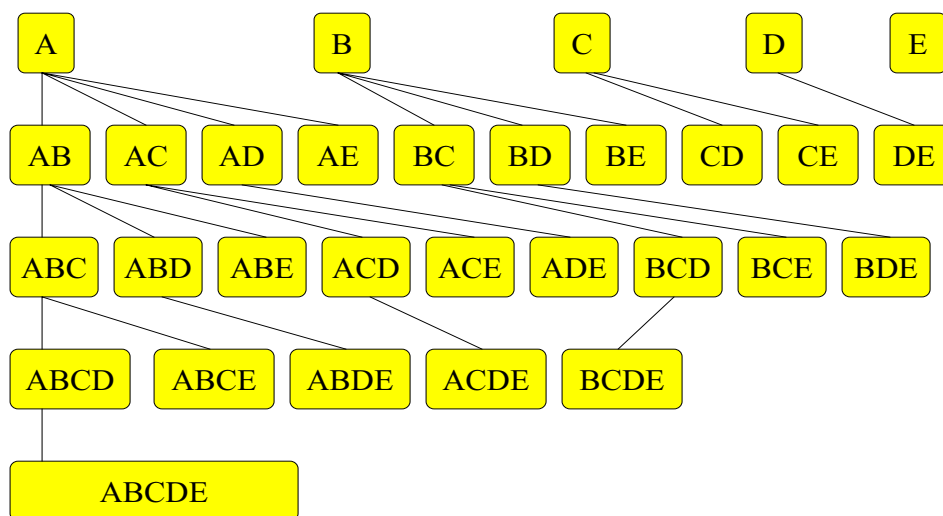 A B C D E
AB AC AD AE BC BD BE CD CE DE
ABC ABD ABE ACD ACE ADE BCD BCE BDE
ABCD ABCE ABDE ACDE BCDE
ABCDE